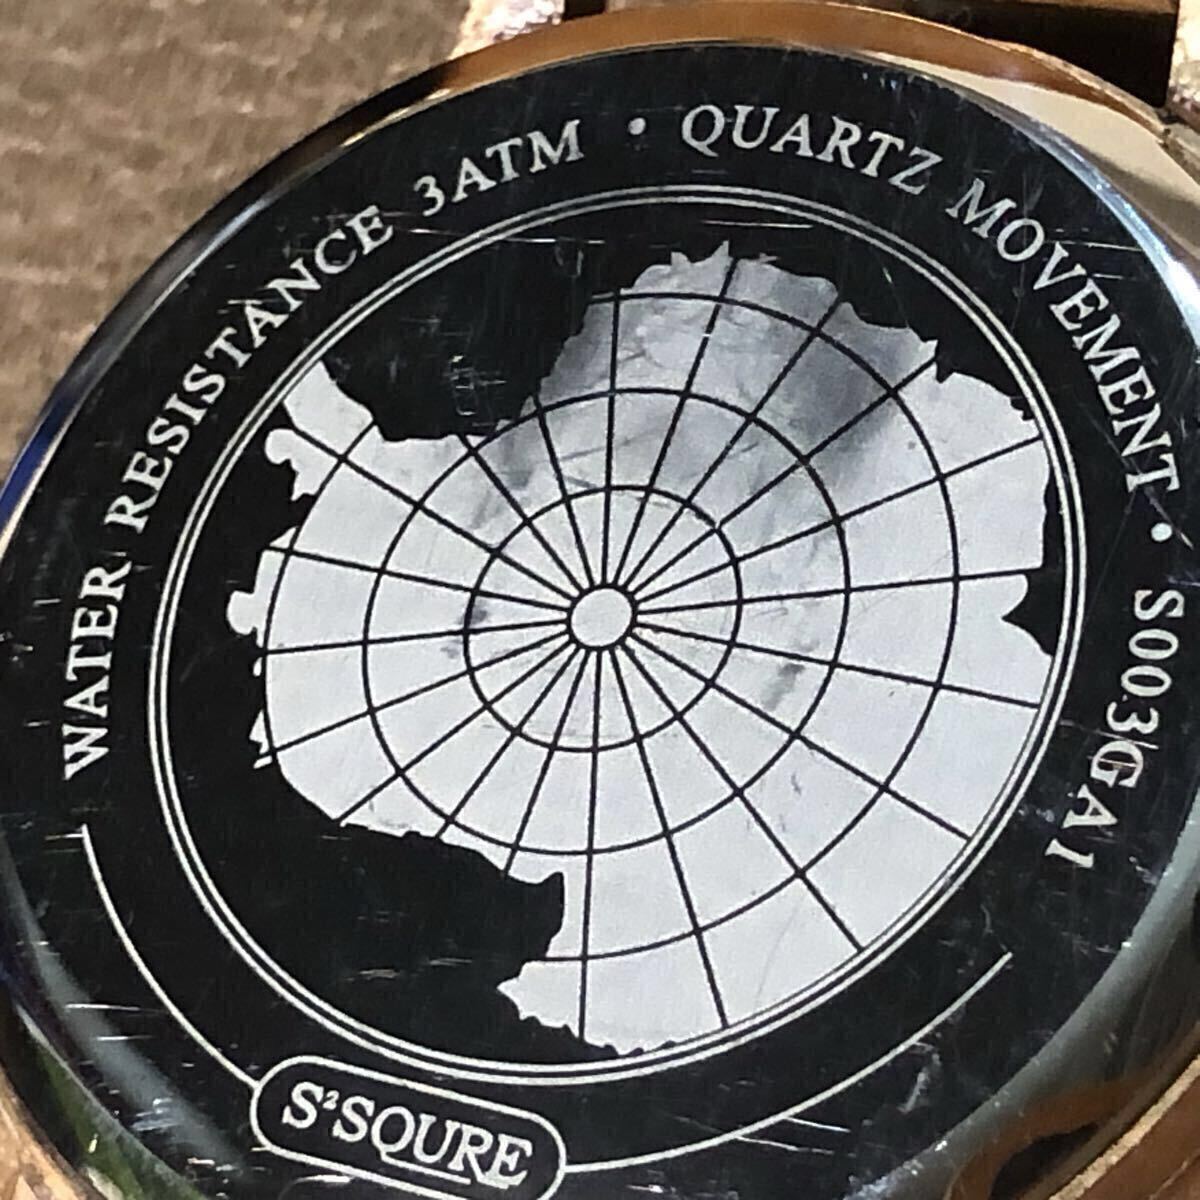 WATER RESISTANCE 3ATM • QUARTZ MOVEMENT • S003GA1
S²SQURE